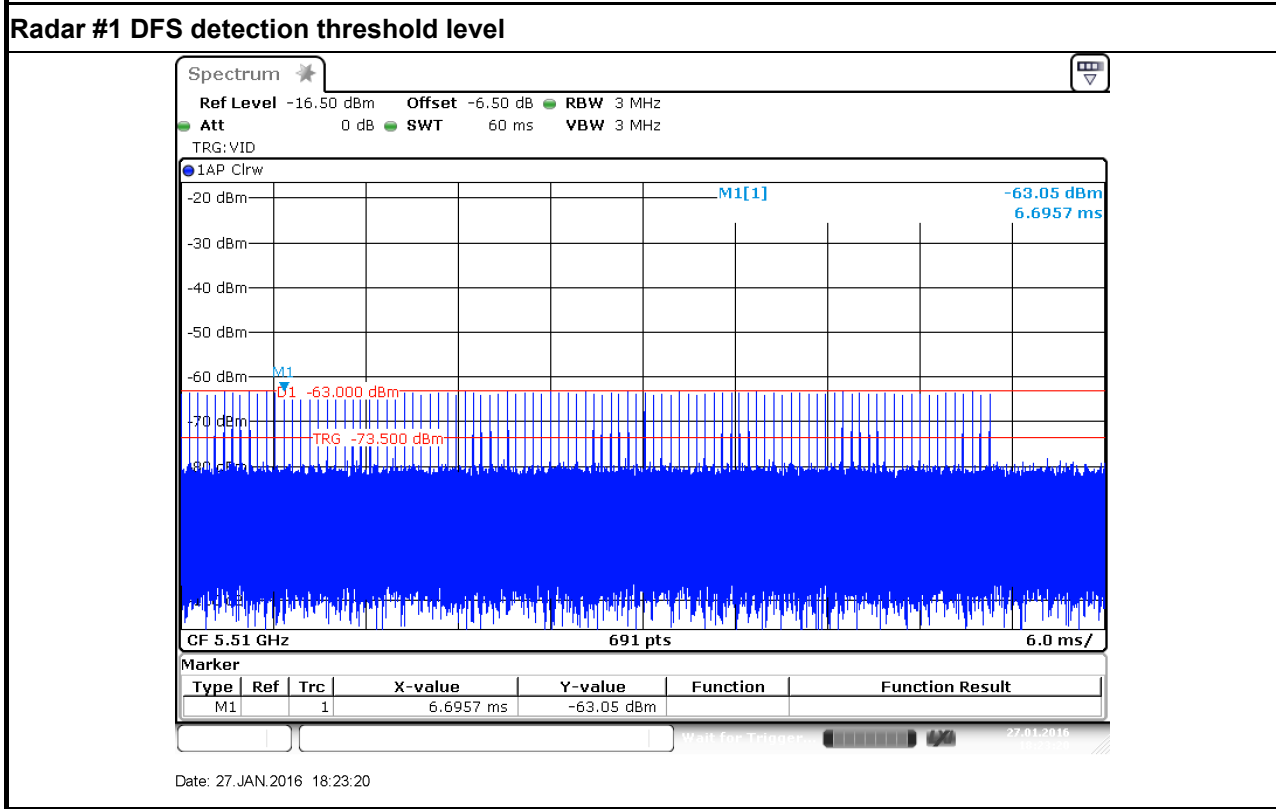 Radar #1 DFS detection threshold level
Spectrum
Ref Level -16.50 dBm Offset -6.50 dB RBW 3 MHz
Att 0 dB SWT 60 ms VBW 3 MHz
TRG:VID
1AP Clrw
-20 dBm
M1[1] -63.05 dBm
6.6957 ms
-30 dBm
-40 dBm
-50 dBm
-60 dBm
M1
D1 -63.000 dBm
-70 dBm
TRG -73.500 dBm
-80 dBm
CF 5.51 GHz 691 pts 6.0 ms/
Marker
Type Ref Trc X-value Y-value Function Function Result
M1 1 6.6957 ms -63.05 dBm
Wait for Trigger... 27.01.2016
Date: 27.JAN.2016 18:23:20